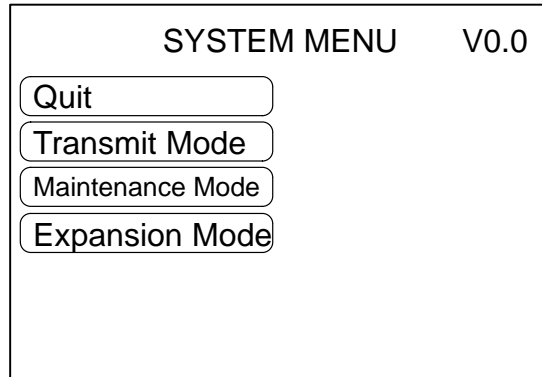 SYSTEM MENU V0.0
Quit
Transmit Mode
Maintenance Mode
Expansion Mode